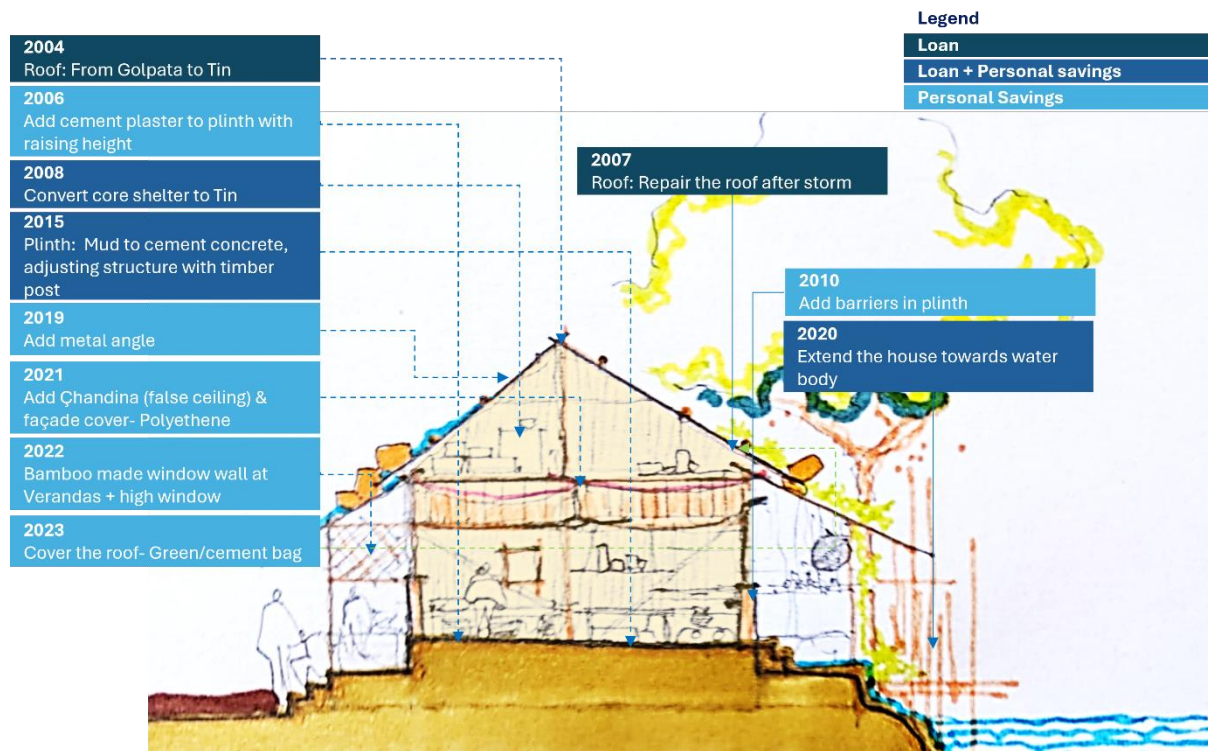 Legend
Loan
Loan + Personal savings
Personal Savings
2004
Roof: From Golpata to Tin
2006
Add cement plaster to plinth with
raising height
2008
Convert core shelter to Tin
2015
Plinth:  Mud to cement concrete,
adjusting structure with timber
post
2019
Add metal angle
2021
Add Çhandina (false ceiling) &
façade cover- Polyethene
2022
Bamboo made window wall at
Verandas + high window
2023
Cover the roof- Green/cement bag
2007
Roof: Repair the roof after storm
2010
Add barriers in plinth
2020
Extend the house towards water
body